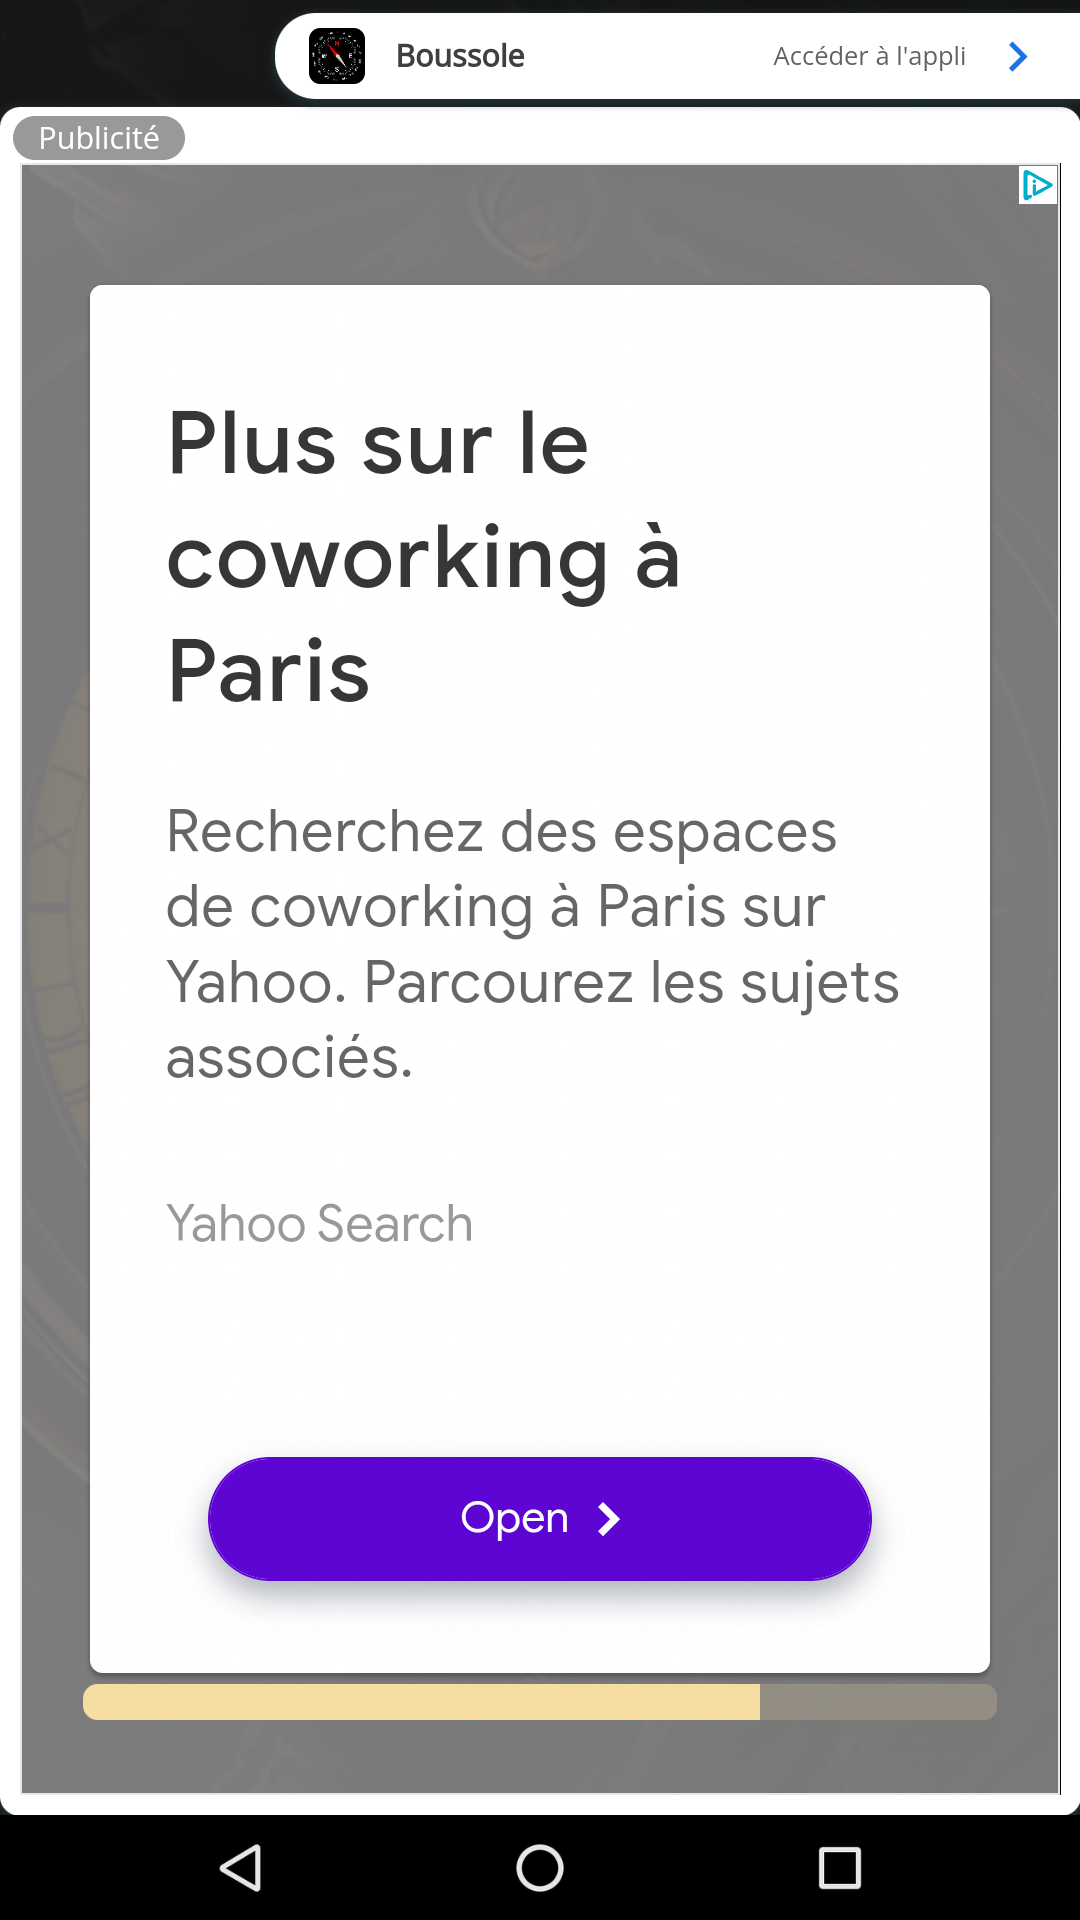 Boussole
Accéder à l'appli
Publicité
Plus sur le
coworking à
Paris
Recherchez des espaces
de coworking à Paris sur
Yahoo. Parcourez les sujets
associés.
Yahoo Search
Open